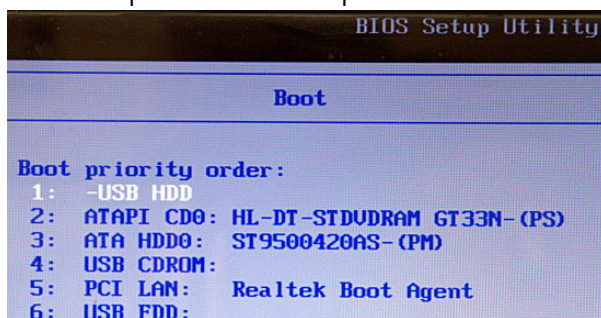 BIOS Setup Utility
Boot
Boot priority order:
1: -USB HDD
2: ATAPI CD0: HL-DT-STDVDRAM GT33N-(PS)
3: ATA HDD0: ST9500420AS-(PM)
4: USB CDROM:
5: PCI LAN: Realtek Boot Agent
6: USB FDD: